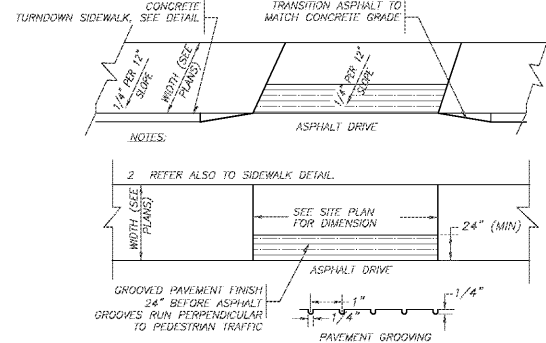 CONCRETE
TURNDOWN SIDEWALK, SEE DETAIL
TRANSITION ASPHALT TO
MATCH CONCRETE GRADE
1/4" PER 12"
SLOPE
WIDTH (SEE
PLANS)
1/4" PER 12"
SLOPE
ASPHALT DRIVE
NOTES:
2 REFER ALSO TO SIDEWALK DETAIL.
WIDTH (SEE
PLANS)
SEE SITE PLAN
FOR DIMENSION
24" (MIN)
ASPHALT DRIVE
GROOVED PAVEMENT FINISH
24" BEFORE ASPHALT
GROOVES RUN PERPENDICULAR
TO PEDESTRIAN TRAFFIC
1"
1/4"
1/4"
PAVEMENT GROOVING